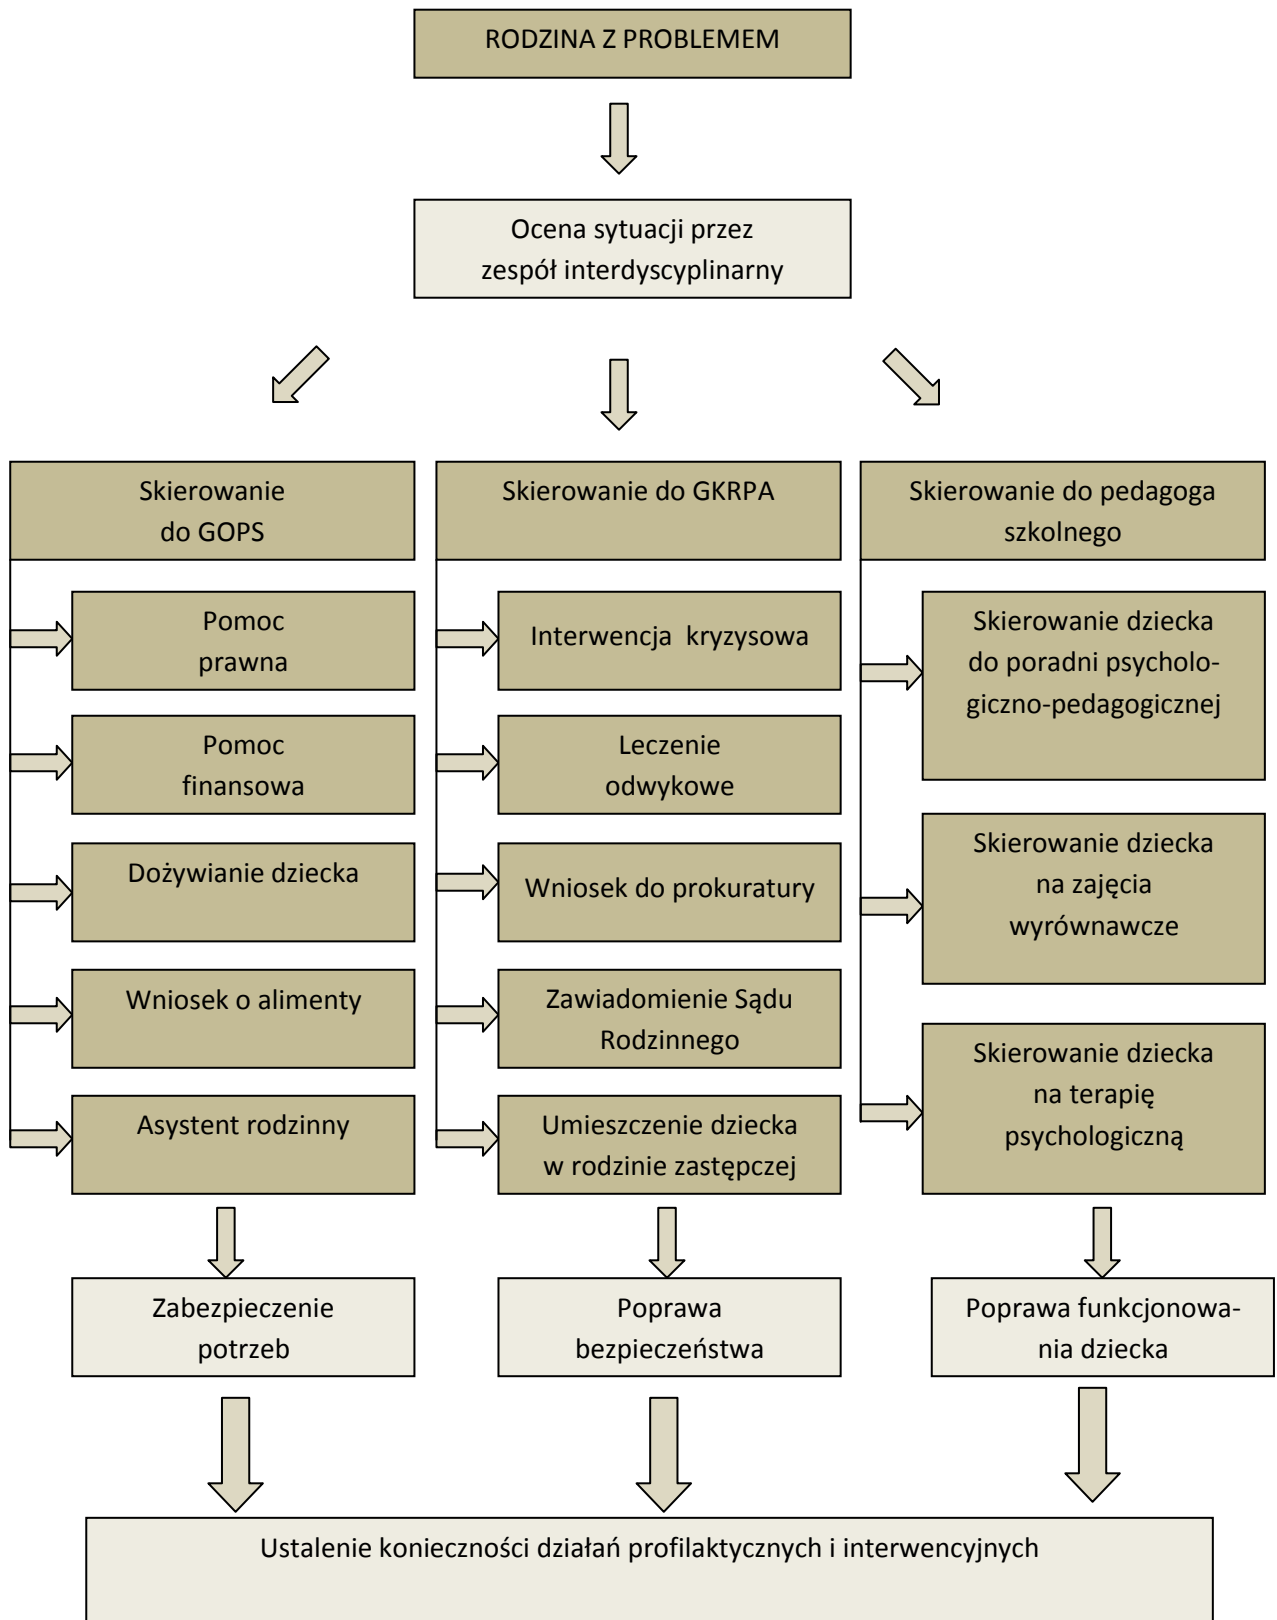 RODZINA Z PROBLEMEM
Ocena sytuacji przez
zespół interdyscyplinarny
Skierowanie
do GOPS
Pomoc
prawna
Pomoc
finansowa
Dożywianie dziecka
Wniosek o alimenty
Asystent rodzinny
Zabezpieczenie
potrzeb
Skierowanie do GKRPA
Interwencja  kryzysowa
Leczenie
odwykowe
Wniosek do prokuratury
Zawiadomienie Sądu
Rodzinnego
Umieszczenie dziecka
w rodzinie zastępczej
Poprawa
bezpieczeństwa
Skierowanie do pedagoga
szkolnego
Skierowanie dziecka
do poradni psycholo-
giczno-pedagogicznej
Skierowanie dziecka
na zajęcia
wyrównawcze
Skierowanie dziecka
na terapię
psychologiczną
Poprawa funkcjonowa-
nia dziecka
Ustalenie konieczności działań profilaktycznych i interwencyjnych